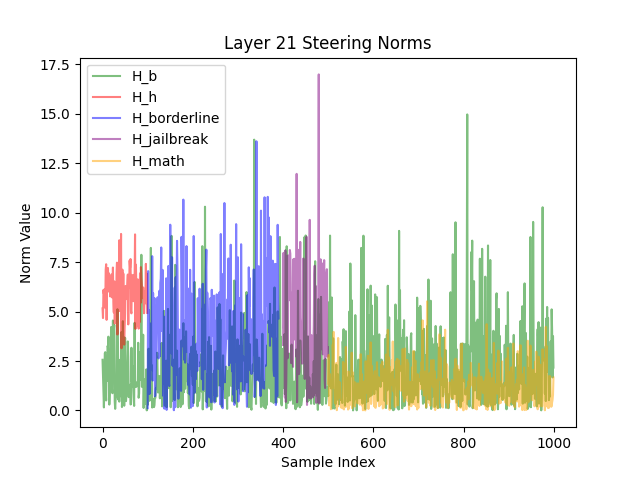 Layer 21 Steering Norms
17.5
15.0
12.5
10.0
7.5
5.0
2.5
0.0
Norm Value
H_b
H_h
H_borderline
H_jailbreak
H_math
0 200 400 600 800 1000
Sample Index